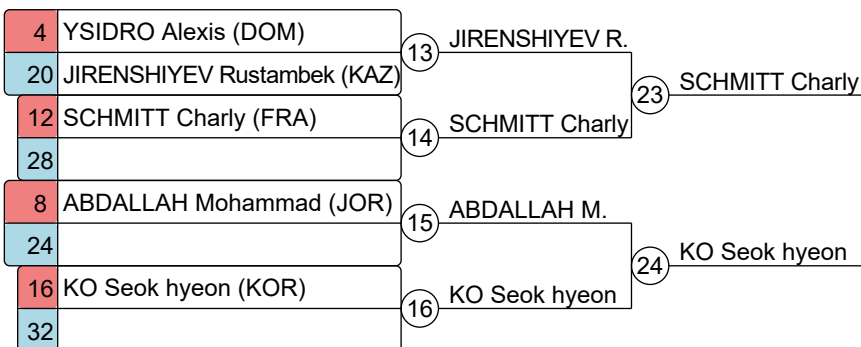 4 YSIDRO Alexis (DOM)
13 JIRENSHIYEV R.
20 JIRENSHIYEV Rustambek (KAZ)
23 SCHMITT Charly
12 SCHMITT Charly (FRA)
14 SCHMITT Charly
28
8 ABDALLAH Mohammad (JOR)
15 ABDALLAH M.
24
24 KO Seok hyeon
16 KO Seok hyeon (KOR)
16 KO Seok hyeon
32